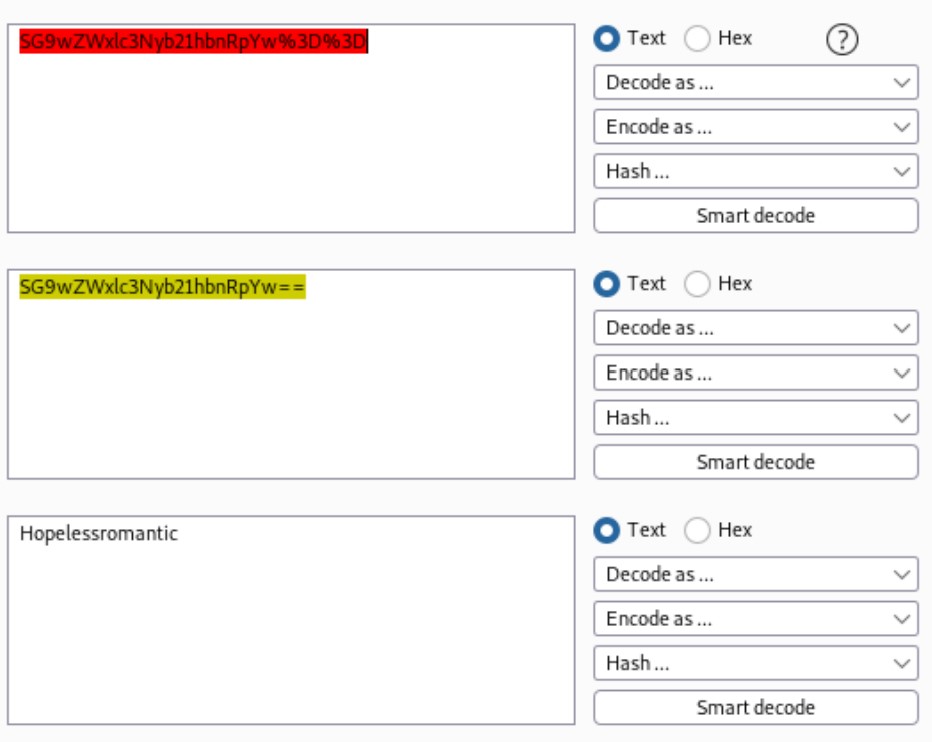 SG9wZWxlc3Nyb21hbnRpYw%3D%3D
Text Hex ?
Decode as ...
Encode as ...
Hash ...
Smart decode
SG9wZWxlc3Nyb21hbnRpYw==
Text Hex
Decode as ...
Encode as ...
Hash ...
Smart decode
Hopelessromantic
Text Hex
Decode as ...
Encode as ...
Hash ...
Smart decode